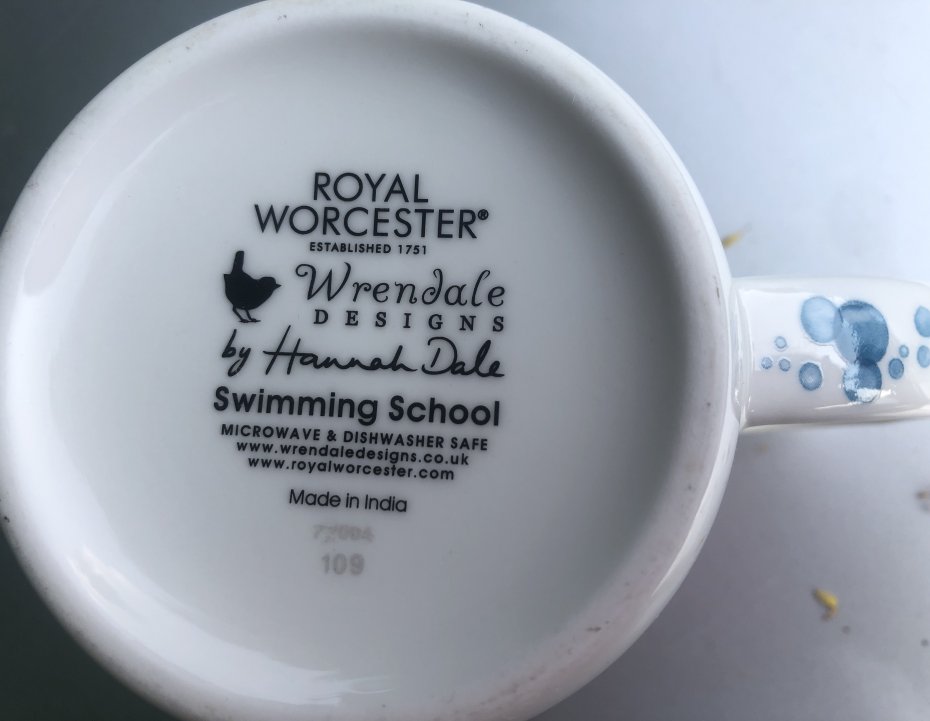 ROYAL
WORCESTER®
ESTABLISHED 1751
Wrendale
DESIGNS
by Hannah Dale
Swimming School
MICROWAVE & DISHWASHER SAFE
www.wrendaledesigns.co.uk
www.royalworcester.com
Made in India
109